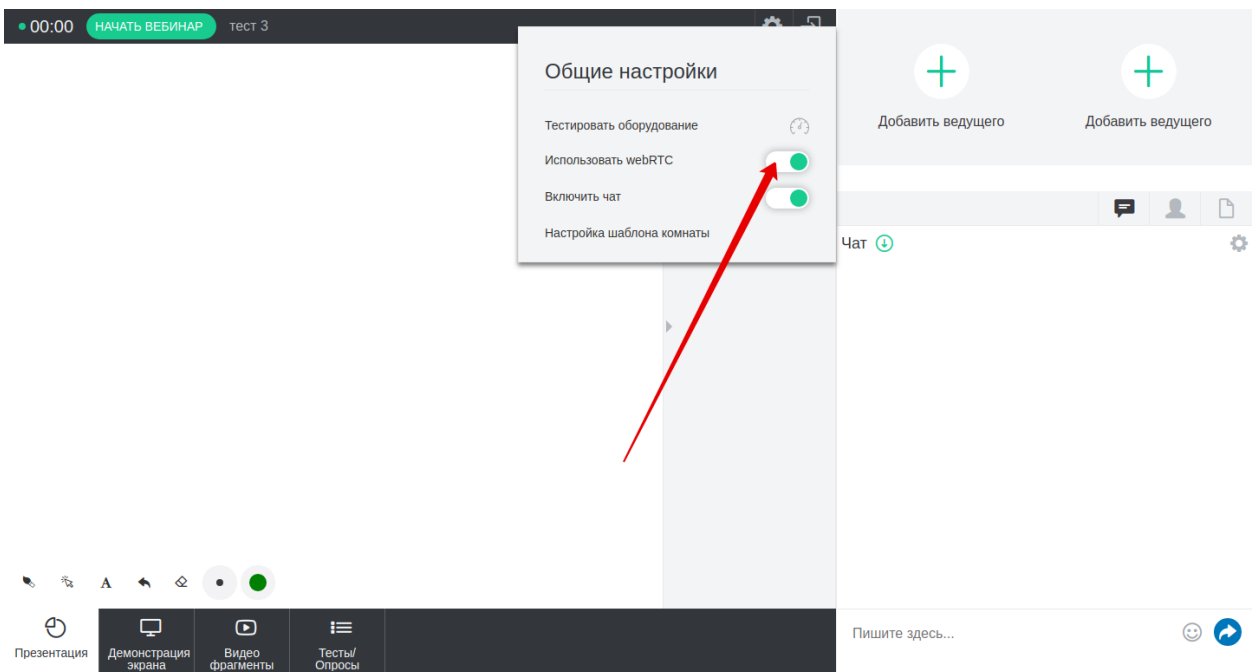 00:00 НАЧАТЬ ВЕБИНАР тест 3
Общие настройки
Тестировать оборудование
Использовать webRTC
Включить чат
Настройка шаблона комнаты
Добавить ведущего
Добавить ведущего
Чат
A
Презентация
Демонстрация
экрана
Видео
фрагменты
Тесты/
Опросы
Пишите здесь...